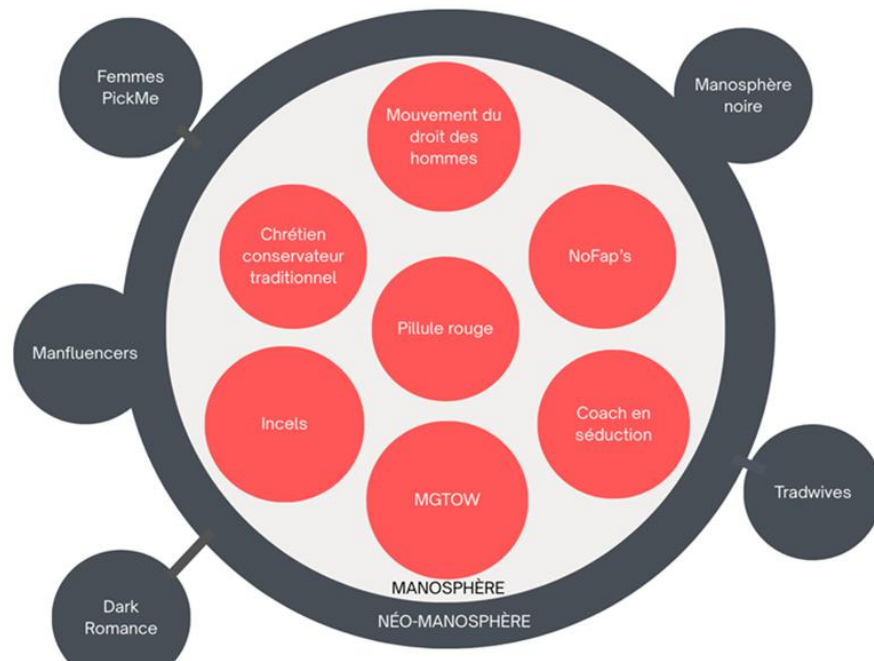 Femmes
PickMe
Manosphère
noire
Mouvement du
droit des
hommes
Chrétien
conservateur
traditionnel
NoFap's
Pillule rouge
Manfluencers
Incels
Coach en
séduction
MGTOW
Tradwives
MANOSPHÈRE
Dark
Romance
NÉO-MANOSPHÈRE